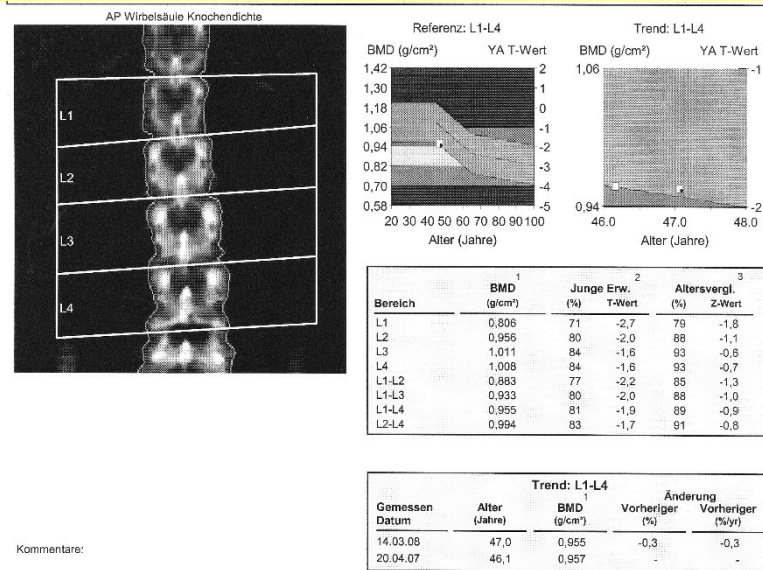 AP Wirbelsäule Knochendichte
L1
L2
L3
L4
Kommentare:
Referenz: L1-L4
BMD (g/cm²) YA T-Wert
1,42 2
1,30 1
1,18 0
1,06 -1
0,94 -2
0,82 -3
0,70 -4
0,58 -5
20 30 40 50 60 70 80 90 100
Alter (Jahre)
Trend: L1-L4
BMD (g/cm²) YA T-Wert
1,06 -1
0,94 -2
46.0 47.0 48.0
Alter (Jahre)
1 2 3
BMD Junge Erw. Altersvergl.
Bereich (g/cm²) (%) T-Wert (%) Z-Wert
L1 0,806 71 -2,7 79 -1,8
L2 0,956 80 -2,0 88 -1,1
L3 1,011 84 -1,6 93 -0,6
L4 1,008 84 -1,6 93 -0,7
L1-L2 0,883 77 -2,2 85 -1,3
L1-L3 0,933 80 -2,0 88 -1,0
L1-L4 0,955 81 -1,9 89 -0,9
L2-L4 0,994 83 -1,7 91 -0,8
Trend: L1-L4
1 Änderung
Gemessen Alter BMD Vorheriger Vorheriger
Datum (Jahre) (g/cm²) (%) (%/yr)
14.03.08 47,0 0,955 -0,3 -0,3
20.04.07 46,1 0,957 - -